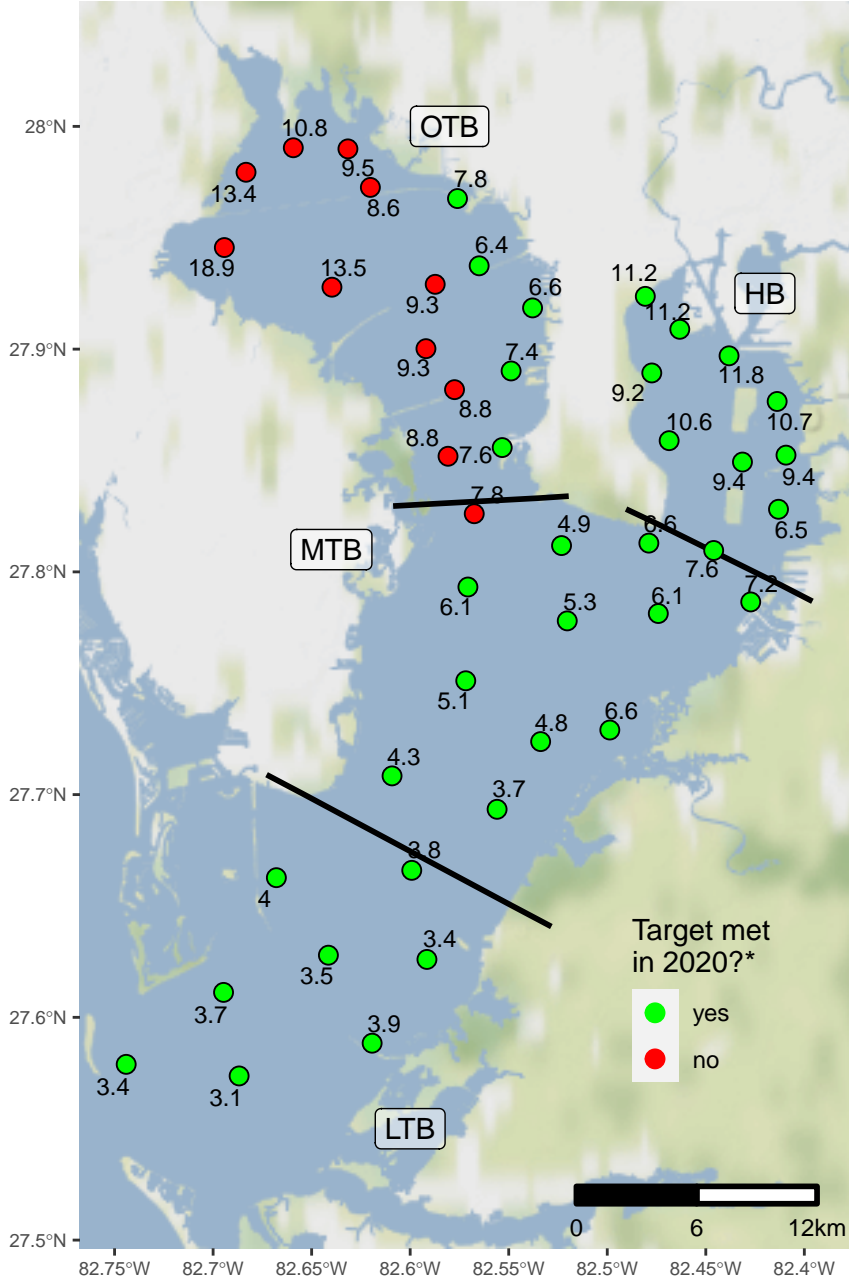 28°N
27.9°N
27.8°N
27.7°N
27.6°N
27.5°N
OTB
10.8
9.5
13.4
8.6
7.8
18.9
13.5
6.4
9.3
6.6
11.2
HB
11.2
9.3
7.4
9.2
11.8
8.8
10.7
8.8
7.6
10.6
9.4
9.4
7.8
6.5
MTB
4.9
6.6
7.6
7.2
6.1
5.3
6.1
5.1
4.8
6.6
4.3
3.7
3.8
4
3.4
3.5
3.7
3.9
3.4
3.1
LTB
Target met
in 2020?*
yes
no
0 6 12km
82.75°W 82.7°W 82.65°W 82.6°W 82.55°W 82.5°W 82.45°W 82.4°W